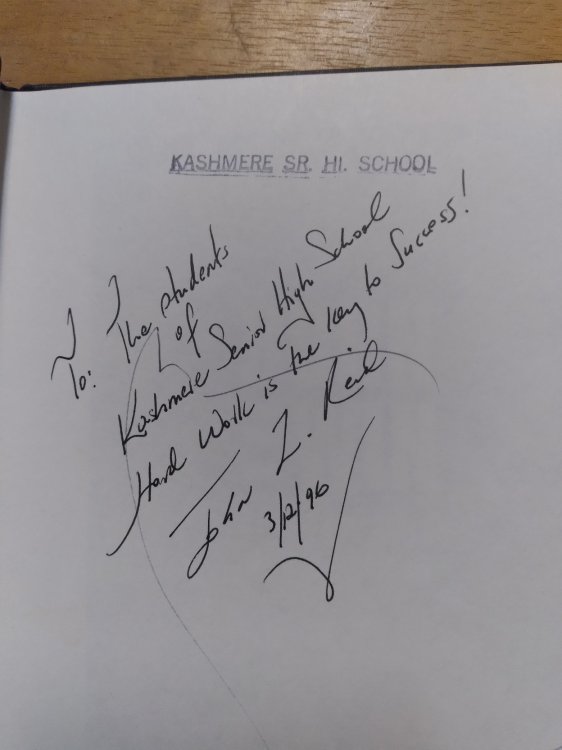 KASHMERE SR. HI. SCHOOL
To: The students
of
Kashmere Senior High School
Hard Work is the key to Success!
John Z. Reid
3/12/96